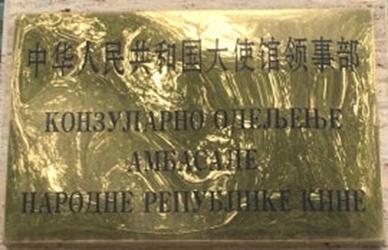 中华人民共和国大使馆领事部
КОНЗУЛАРНО ОДЕЉЕЊЕ
АМБАСАДЕ
НАРОДНЕ РЕПУБЛИКЕ КИНЕ